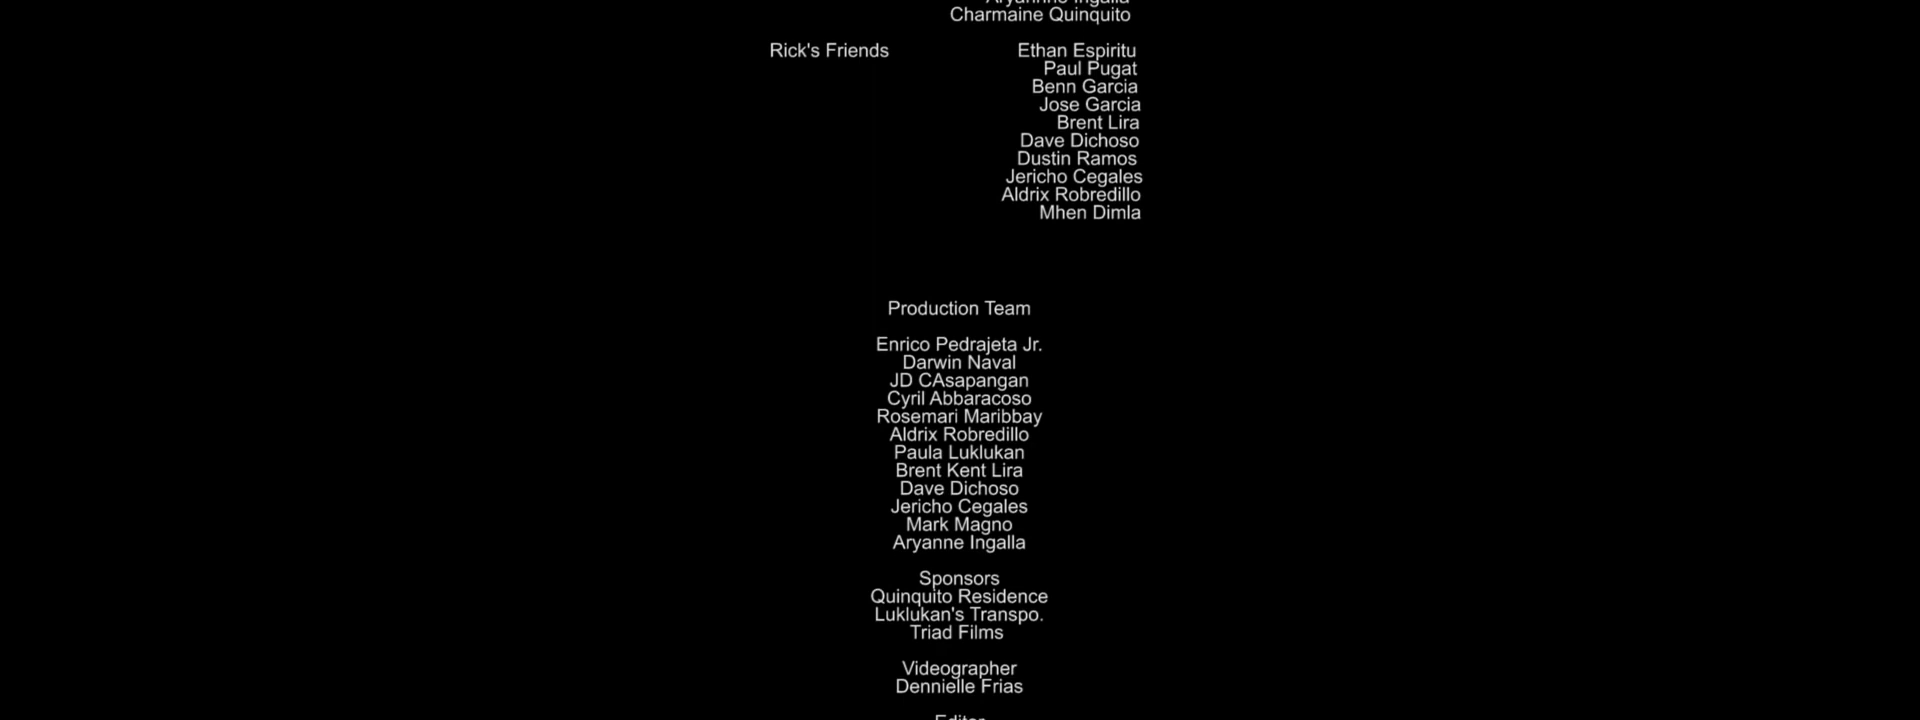 Charmaine Quinquito
Rick's Friends Ethan Espiritu
Paul Pugat
Benn Garcia
Jose Garcia
Brent Lira
Dave Dichoso
Dustin Ramos
Jericho Cegales
Aldrix Robredillo
Mhen Dimla
Production Team
Enrico Pedrajeta Jr.
Darwin Naval
JD CAsapangan
Cyril Abbaracoso
Rosemari Maribbay
Aldrix Robredillo
Paula Luklukan
Brent Kent Lira
Dave Dichoso
Jericho Cegales
Mark Magno
Aryanne Ingalla
Sponsors
Quinquito Residence
Luklukan's Transpo.
Triad Films
Videographer
Dennielle Frias
Editor